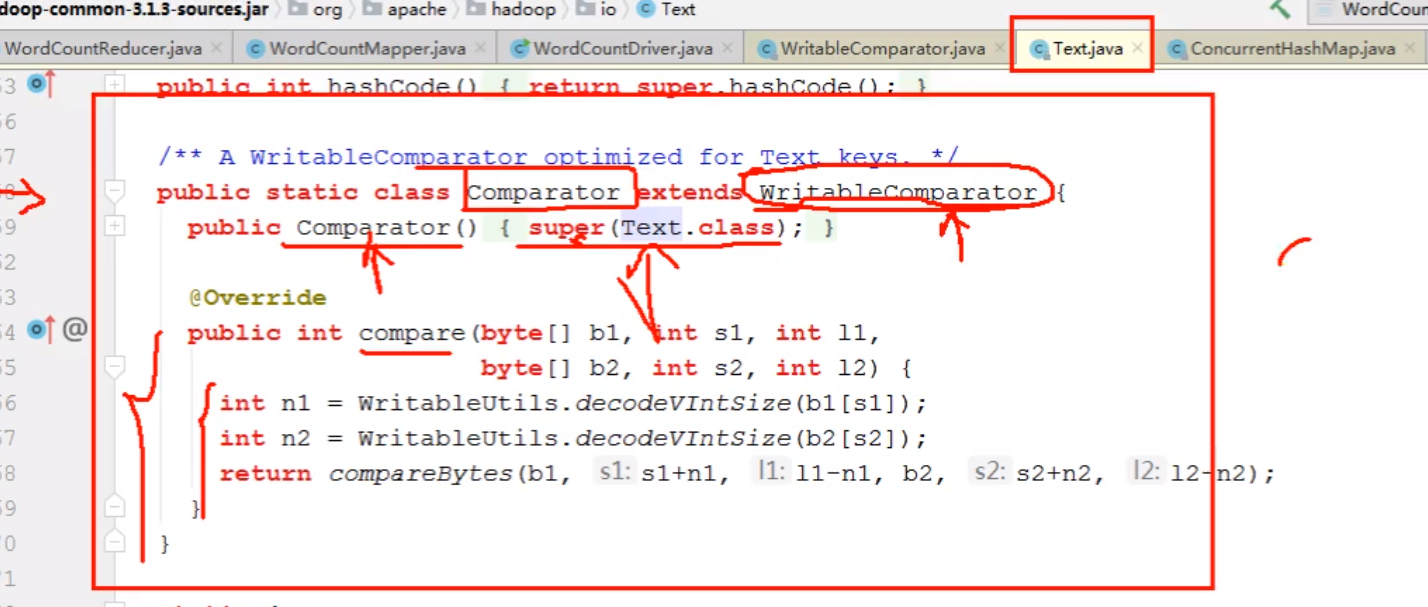 doop-common-3.1.3-sources.jar org apache hadoop io Text WordCoun
WordCountReducer.java WordCountMapper.java WordCountDriver.java WritableComparator.java Text.java ConcurrentHashMap.java
53 public int hashCode() { return super.hashCode(); }
56
57 /** A WritableComparator optimized for Text keys. */
58 public static class Comparator extends WritableComparator {
59 public Comparator() { super(Text.class); }
62
63 @Override
64 @ public int compare(byte[] b1, int s1, int l1,
65 byte[] b2, int s2, int l2) {
66 int n1 = WritableUtils.decodeVIntSize(b1[s1]);
67 int n2 = WritableUtils.decodeVIntSize(b2[s2]);
68 return compareBytes(b1, s1: s1+n1, l1: l1-n1, b2, s2: s2+n2, l2: l2-n2);
69 }
70 }
71